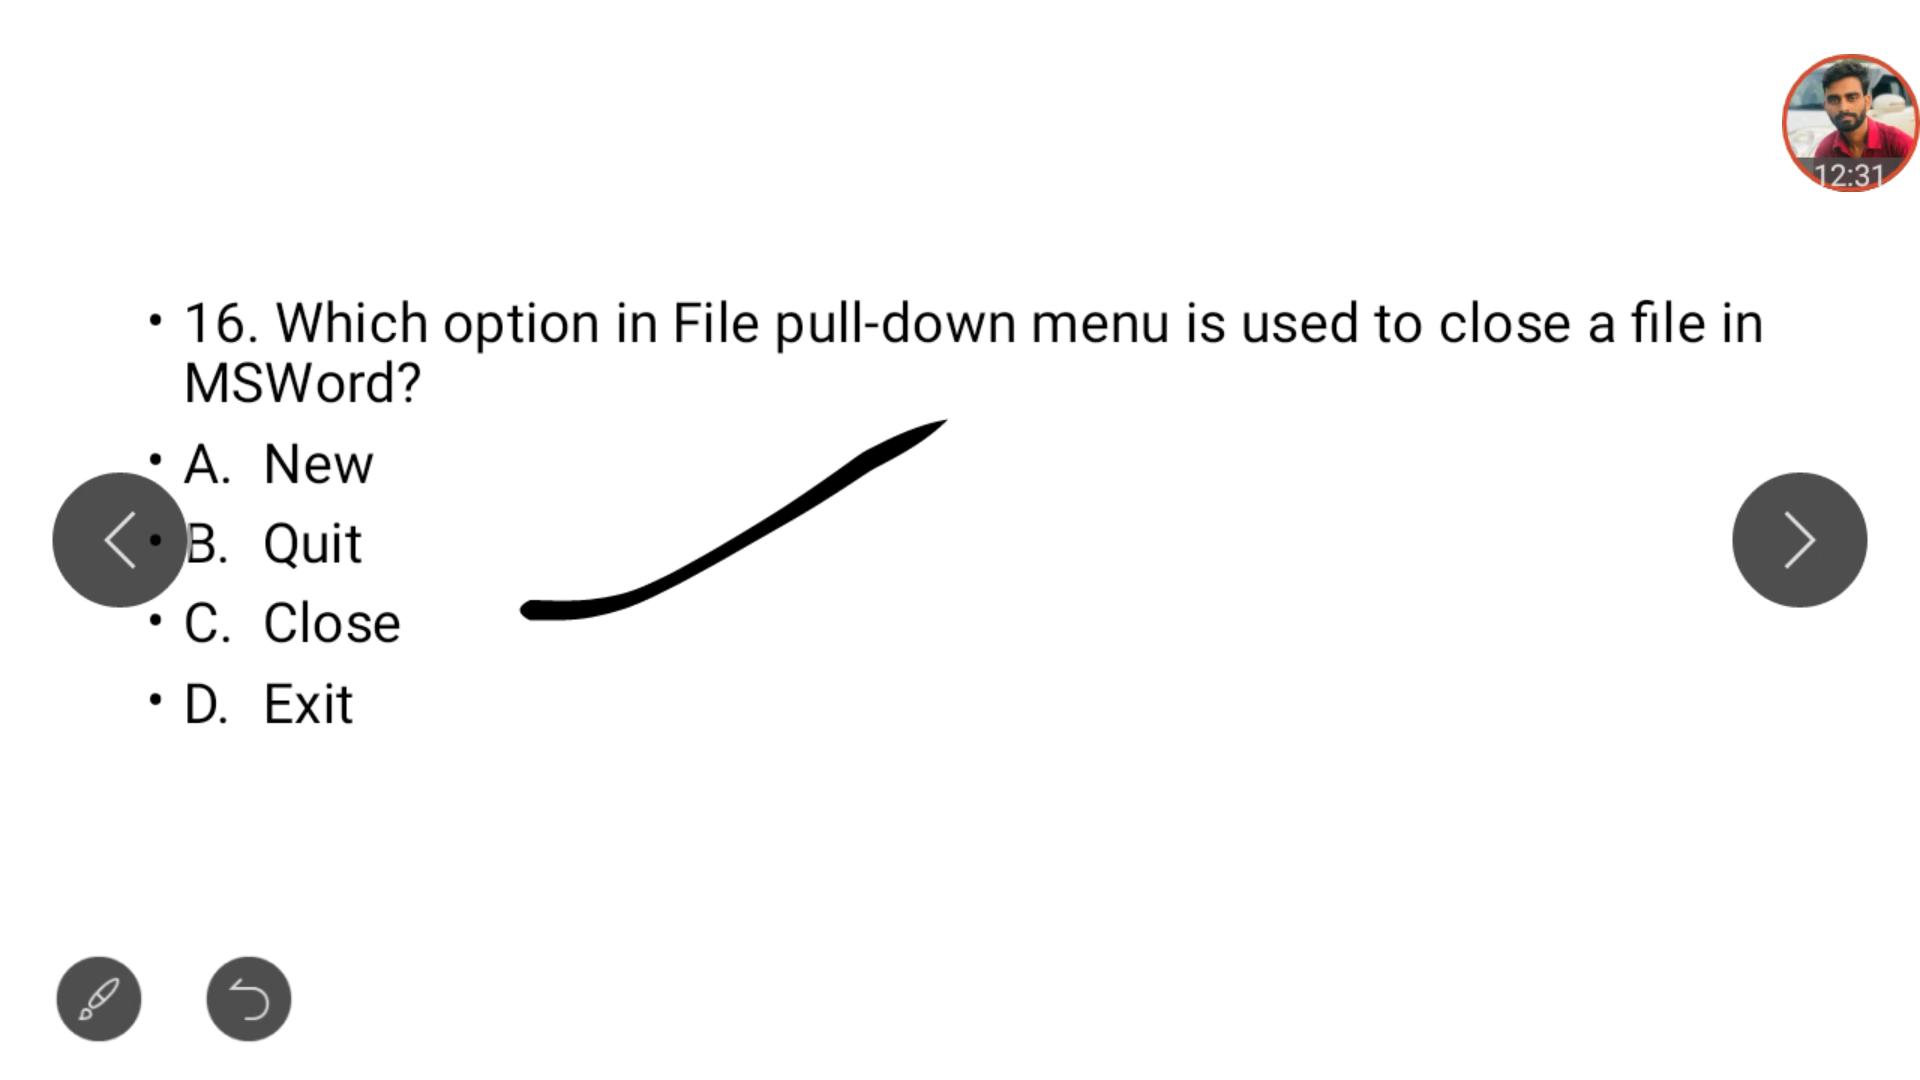 12:31
• 16. Which option in File pull-down menu is used to close a file in
MSWord?
• A. New
• B. Quit
• C. Close
• D. Exit